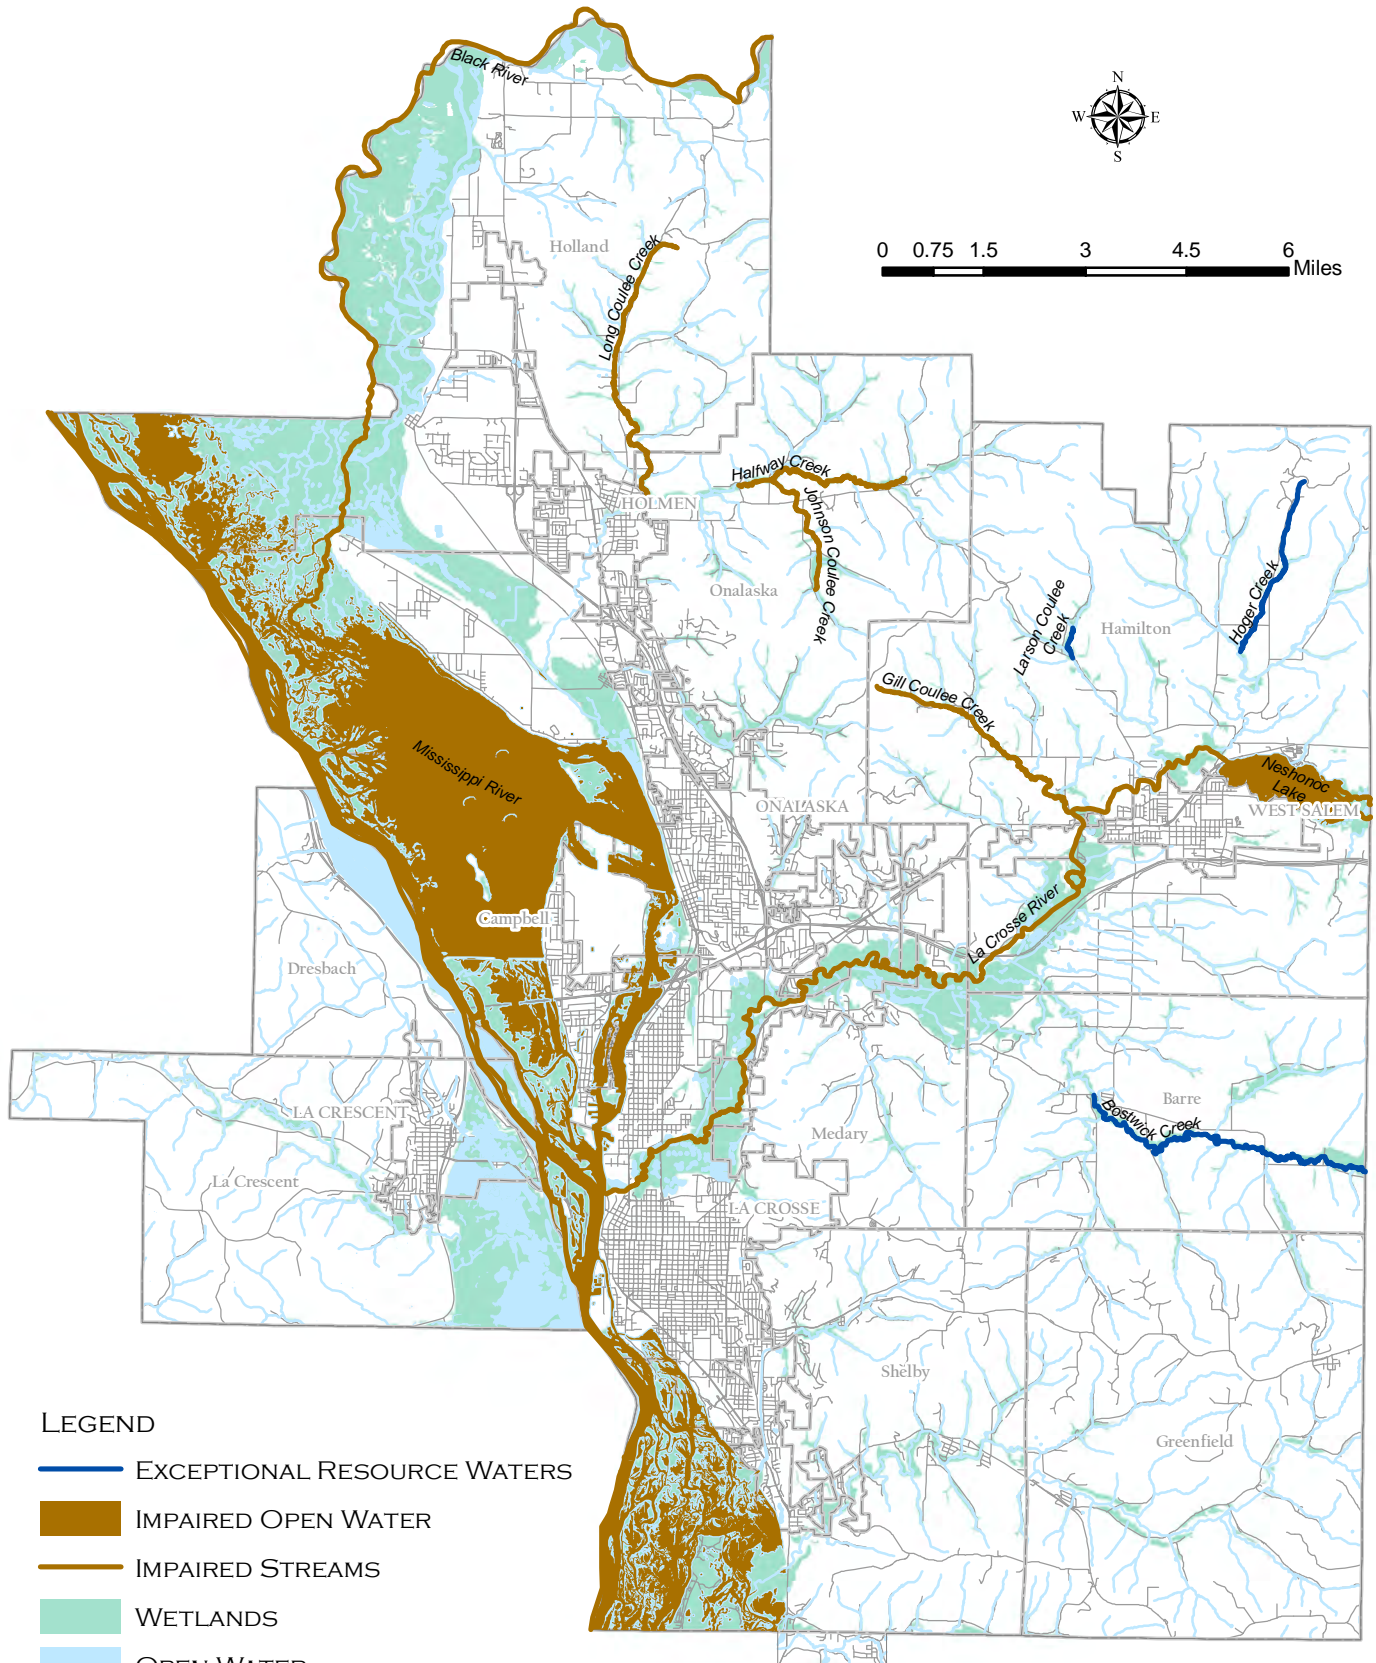 Black River
N
W
E
S
Holland
Long Coulee Creek
0 0.75 1.5 3 4.5 6
Miles
Halfway Creek
HOLMEN
Johnson Coulee Creek
Onalaska
Larson Coulee
Creek
Hamilton
Hoger Creek
Gill Coulee Creek
Mississippi River
Neshonoc
Lake
ONALASKA
WEST SALEM
Campbell
La Crosse River
Dresbach
LA CRESCENT
Barre
Bostwick Creek
Medary
La Crescent
LA CROSSE
Shelby
Greenfield
LEGEND
EXCEPTIONAL RESOURCE WATERS
IMPAIRED OPEN WATER
IMPAIRED STREAMS
WETLANDS
OPEN WATER